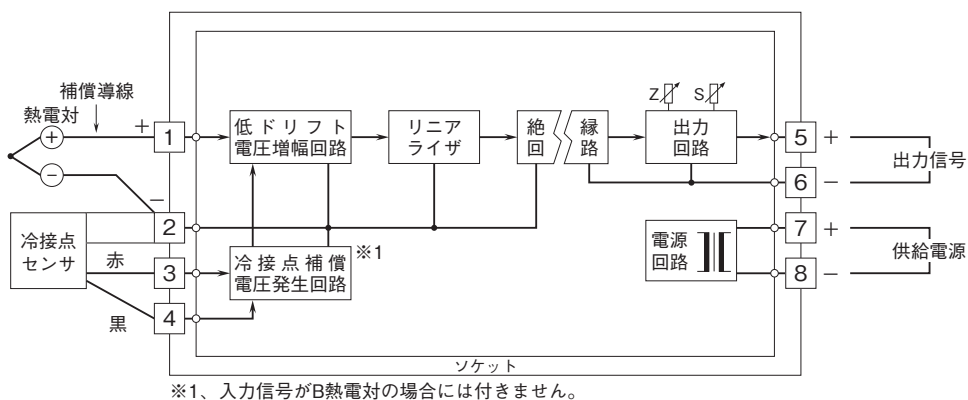 補償導線
熱電対
+
+
1
−
−
2
冷接点
センサ
赤
3
黒
4
低ドリフト
電圧増幅回路
リニア
ライザ
絶 縁
回 路
Z
S
出力
回路
冷接点補償
電圧発生回路
※1
電源
回路
5
+
6
−
出力信号
7
+
8
−
供給電源
ソケット
※1、入力信号がB熱電対の場合には付きません。